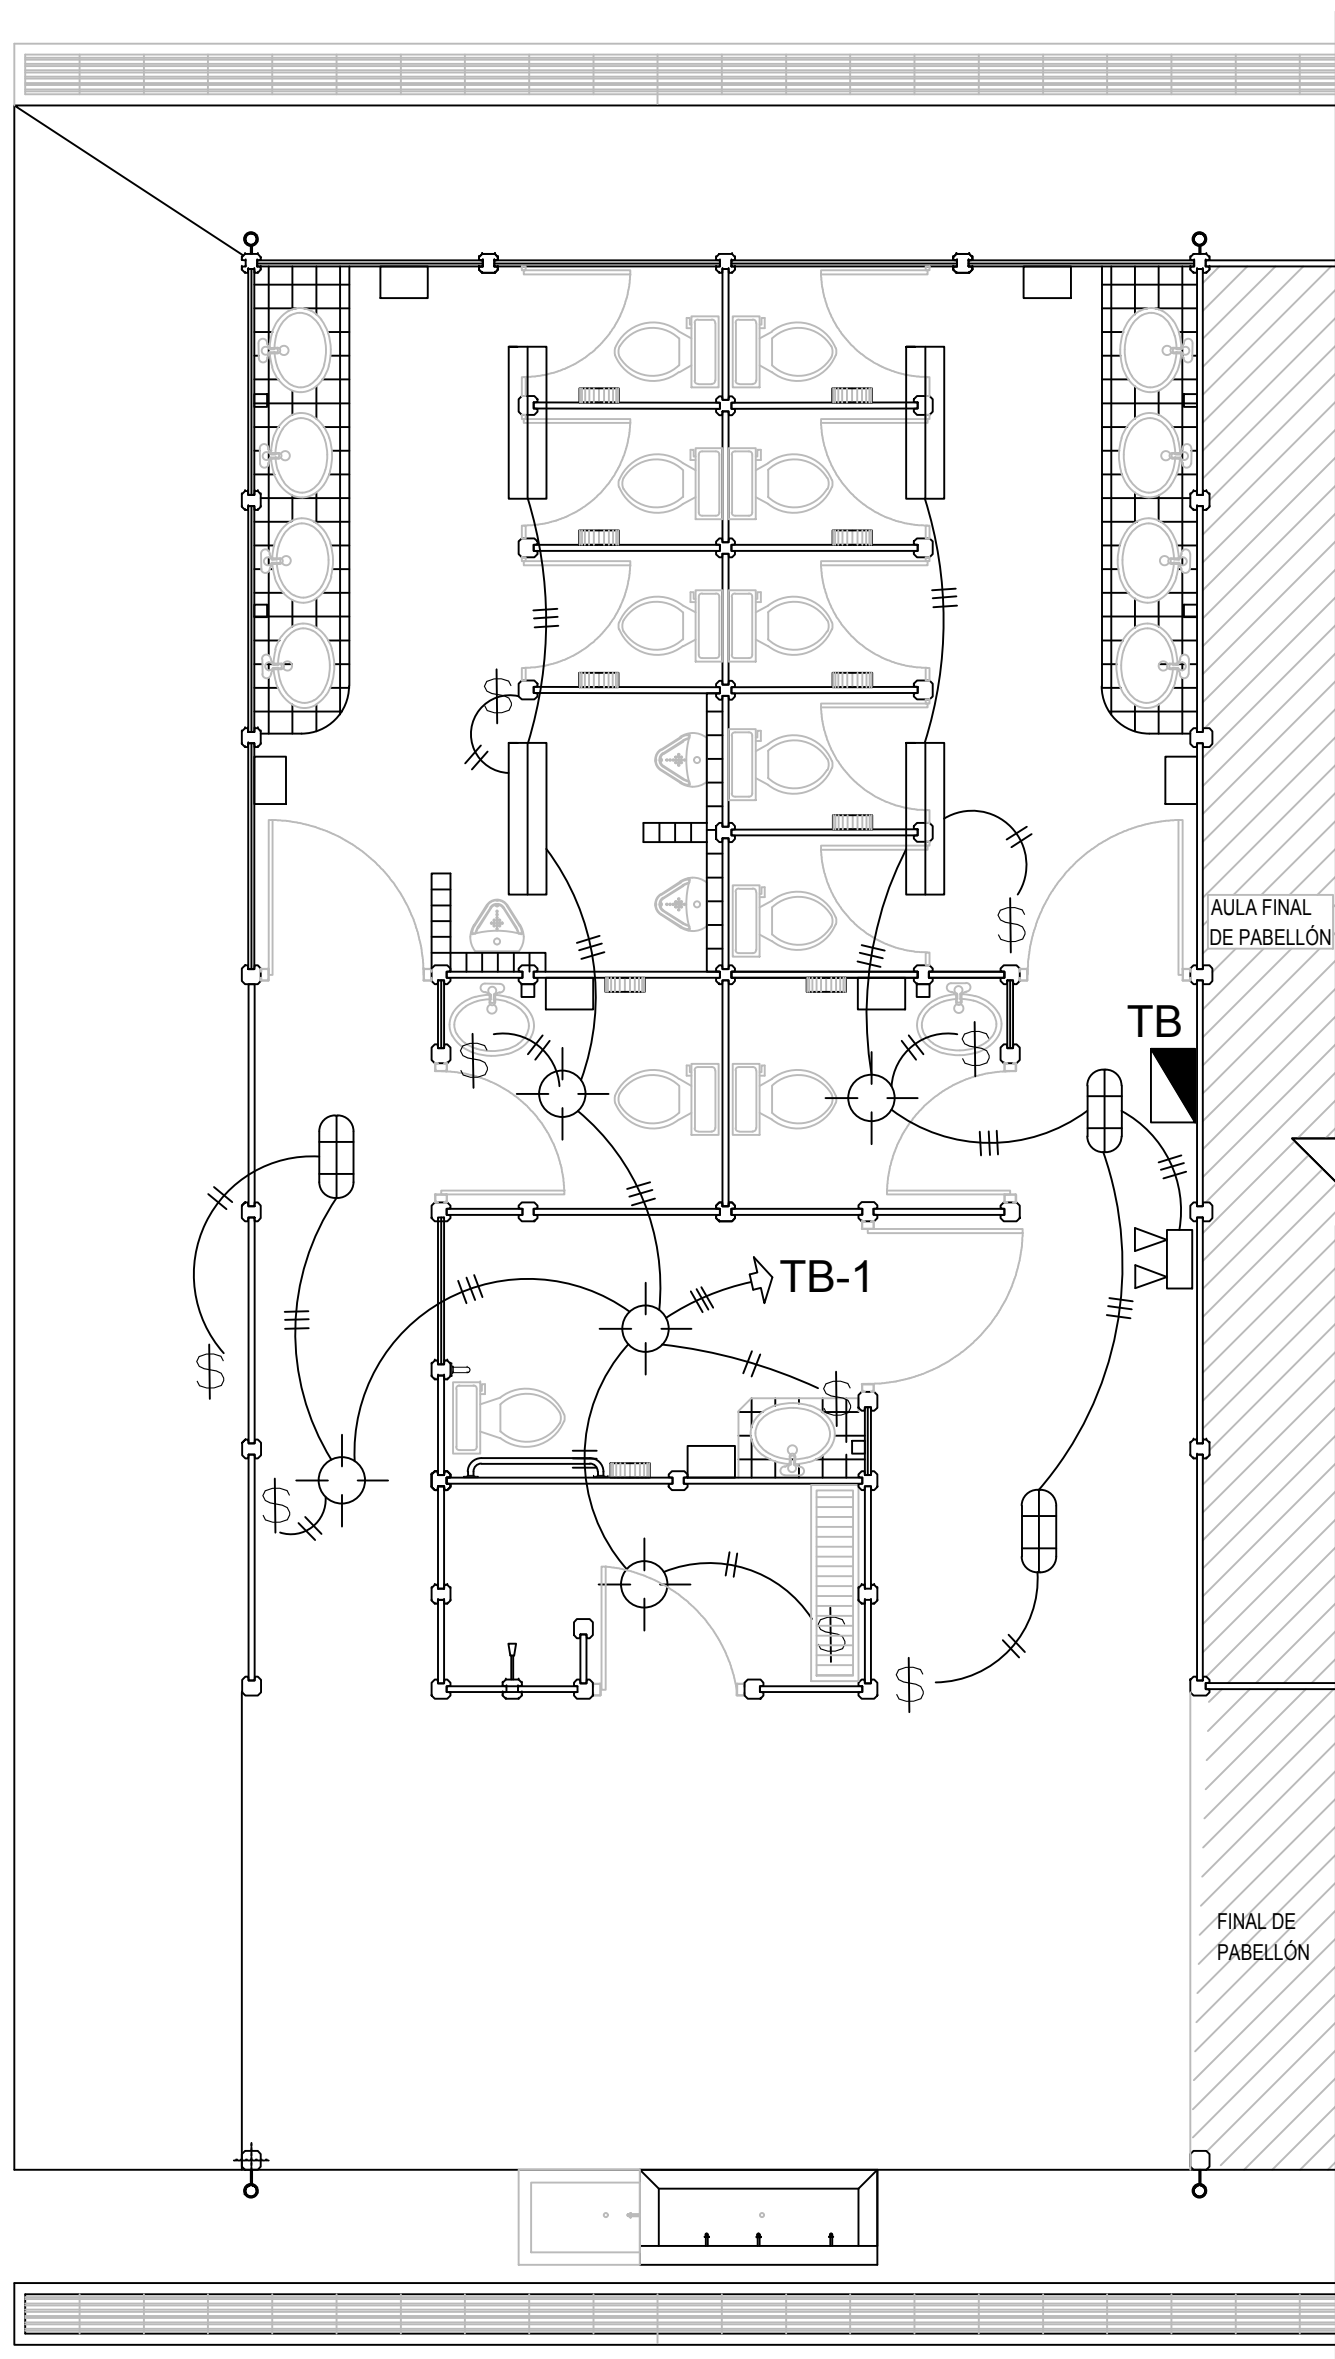 $
$
AULA FINAL
DE PABELLÓN
TB
$
$
TB-1
$
$
$
$
$
FINAL DE
PABELLÓN